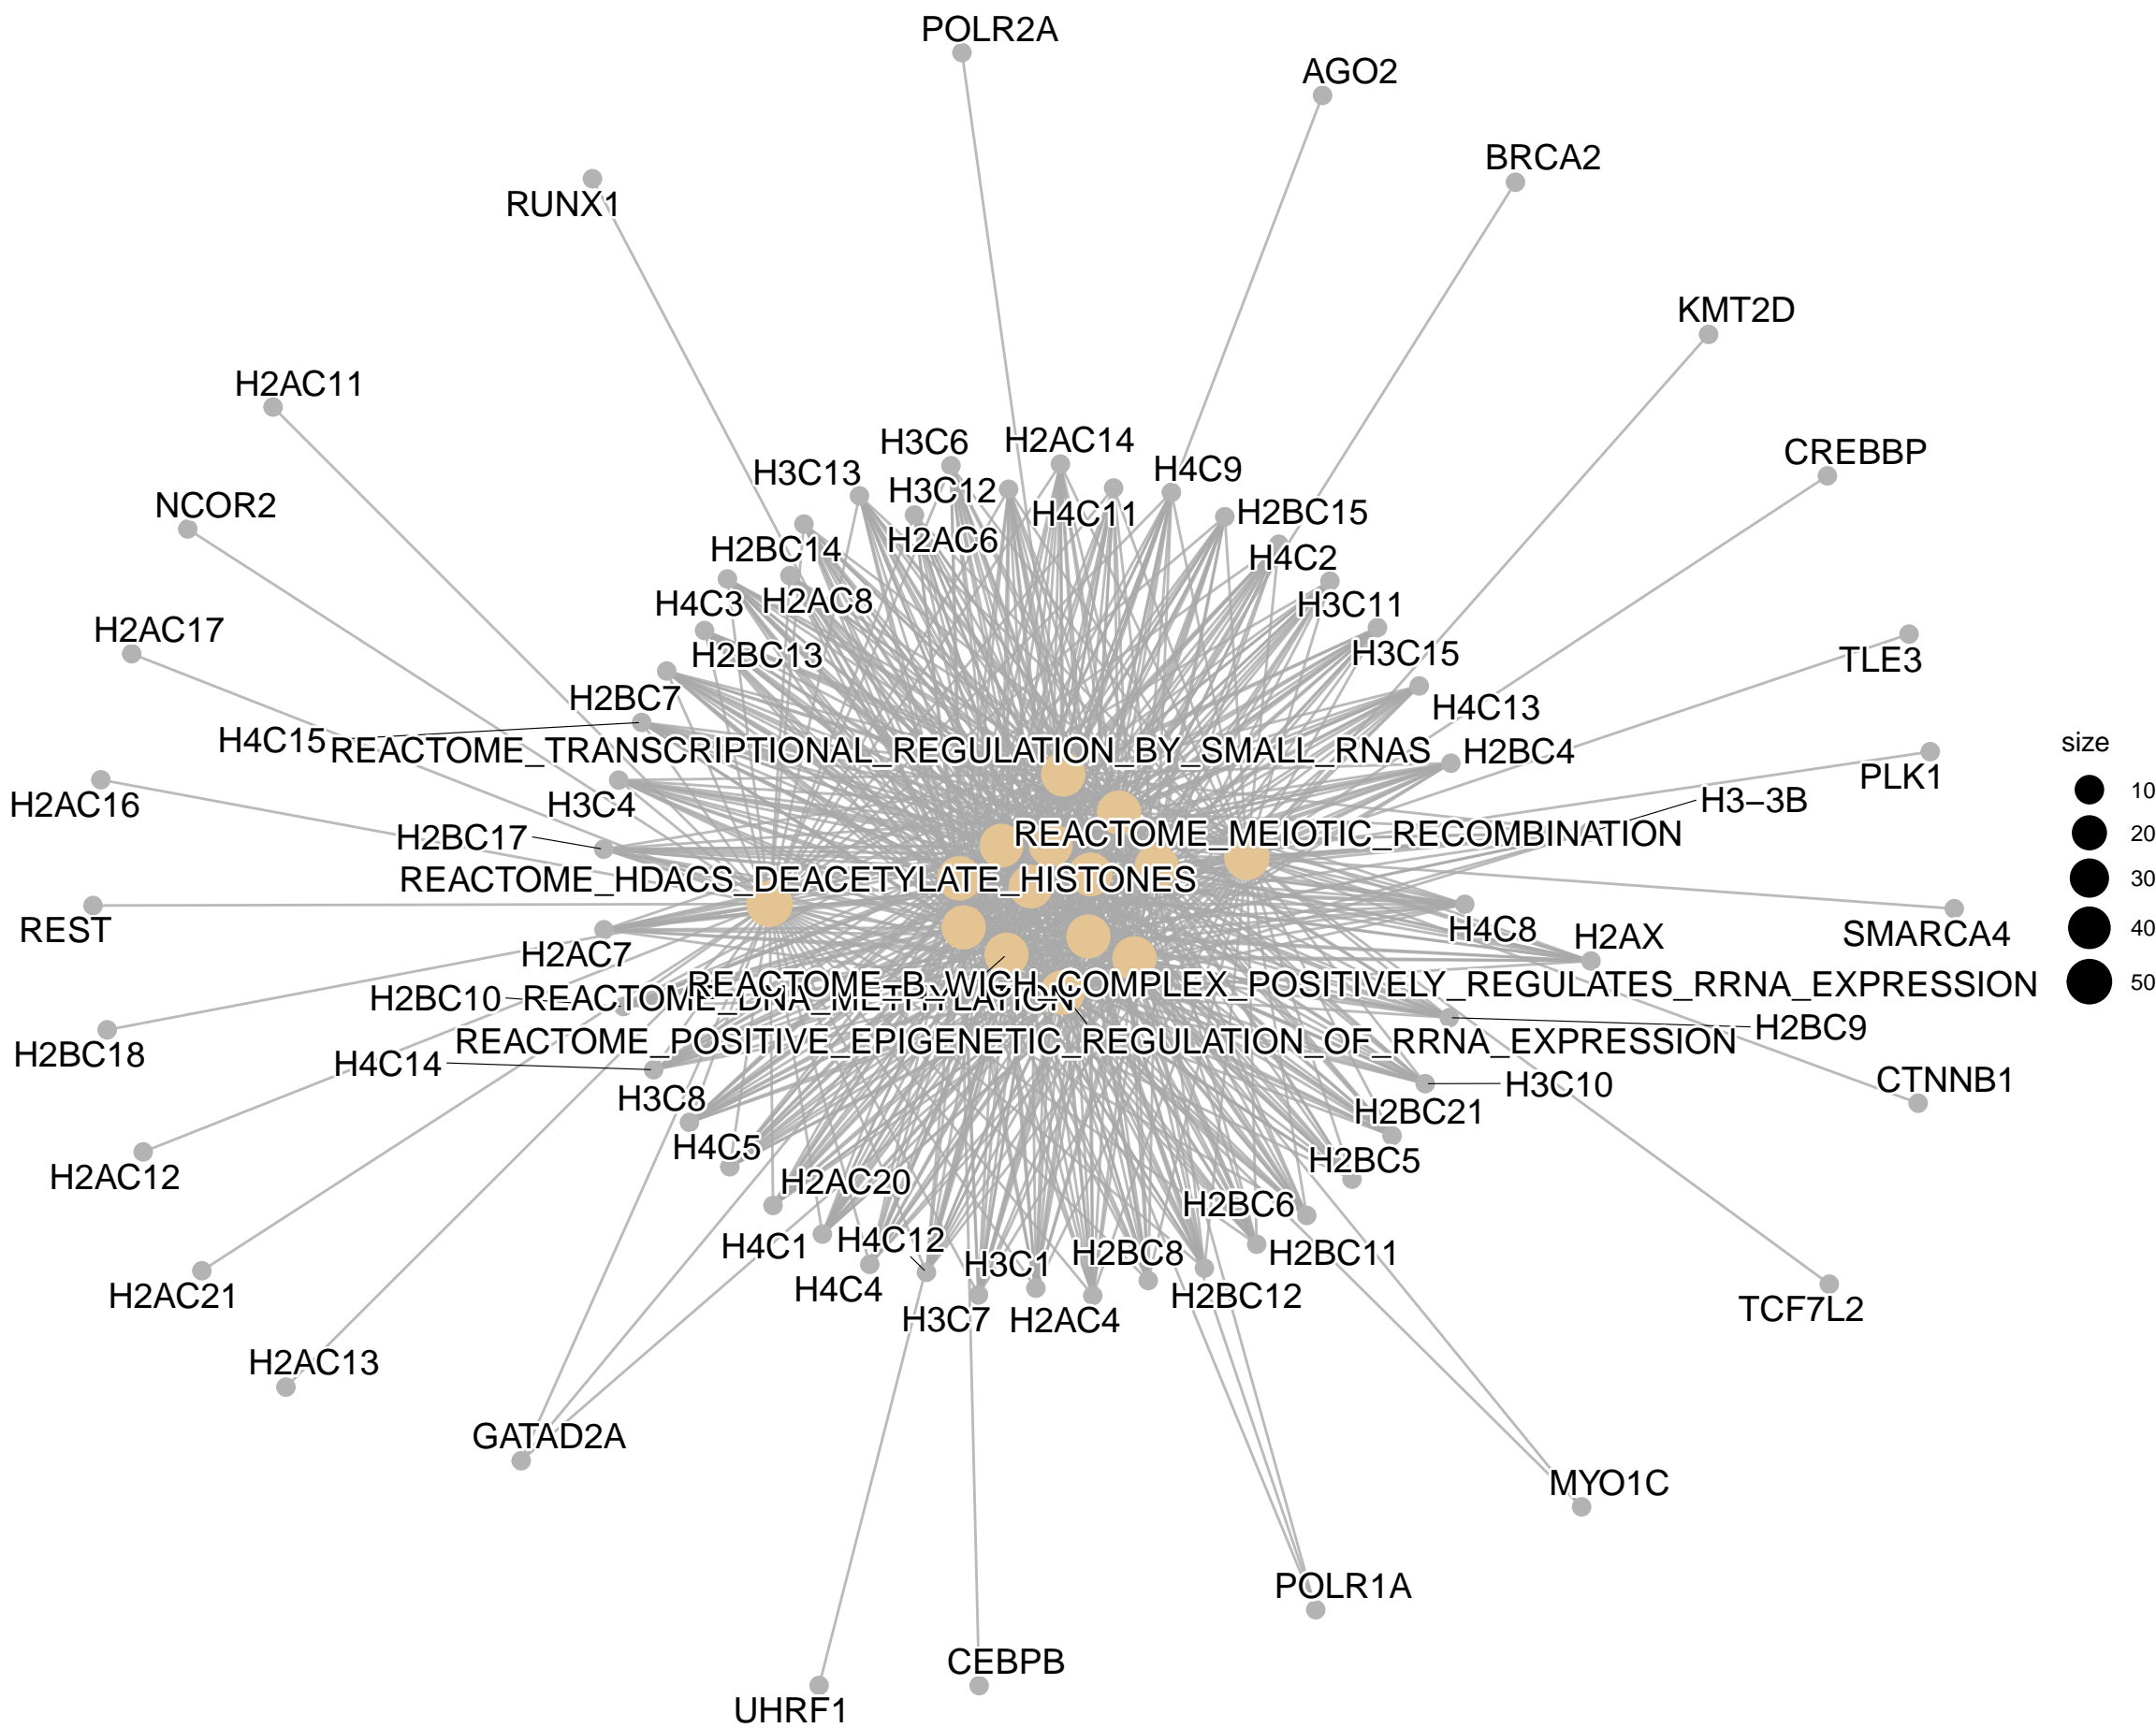 POLR2A
AGO2
BRCA2
RUNX1
KMT2D
H2AC11
H3C6
H2AC14
CREBBP
H3C13
H4C9
H3C12
NCOR2
H4C11
H2BC15
H2AC6
H2BC14
H4C2
H4C3
H2AC8
H3C11
H2AC17
H2BC13
H3C15
TLE3
H2BC7
H4C13
H4C15
REACTOME_TRANSCRIPTIONAL_REGULATION_BY_SMALL_RNAS
H2BC4
size
PLK1
10
H2AC16
H3C4
H3−3B
H2BC17
REACTOME_MEIOTIC_RECOMBINATION
20
REACTOME_HDACS_DEACETYLATE_HISTONES
30
REST
H2AC7
H4C8
H2AX
SMARCA4
40
REACTOME_B_WICH_COMPLEX_POSITIVELY_REGULATES_RRNA_EXPRESSION
50
H2BC10
REACTOME_DNA_METHYLATION
H2BC9
H2BC18
REACTOME_POSITIVE_EPIGENETIC_REGULATION_OF_RRNA_EXPRESSION
H4C14
H3C10
CTNNB1
H3C8
H2BC21
H4C5
H2BC5
H2AC12
H2AC20
H2BC6
H4C1
H4C12
H2BC8
H2BC11
H3C1
H4C4
H2BC12
H2AC21
H3C7
H2AC4
TCF7L2
H2AC13
GATAD2A
MYO1C
POLR1A
CEBPB
UHRF1